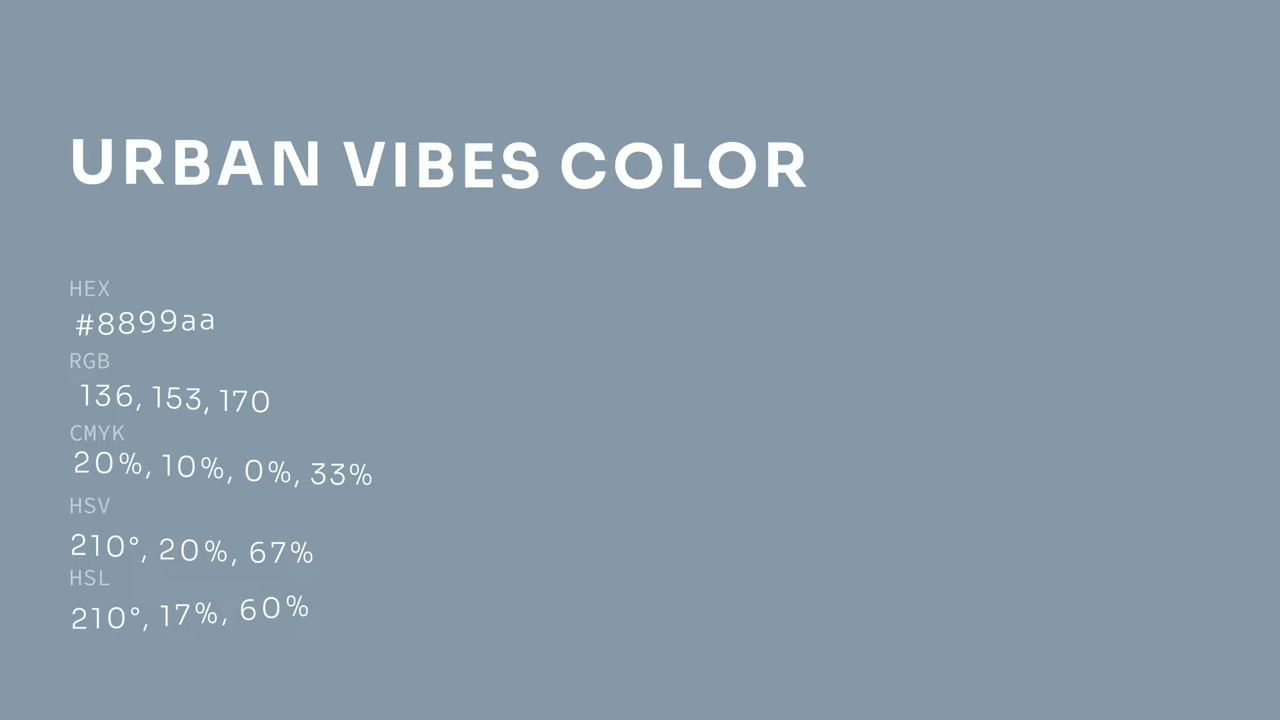 URBAN VIBES COLOR
HEX
#8899aa
RGB
136, 153, 170
CMYK
20%, 10%, 0%, 33%
HSV
210°, 20%, 67%
HSL
210°, 17%, 60%